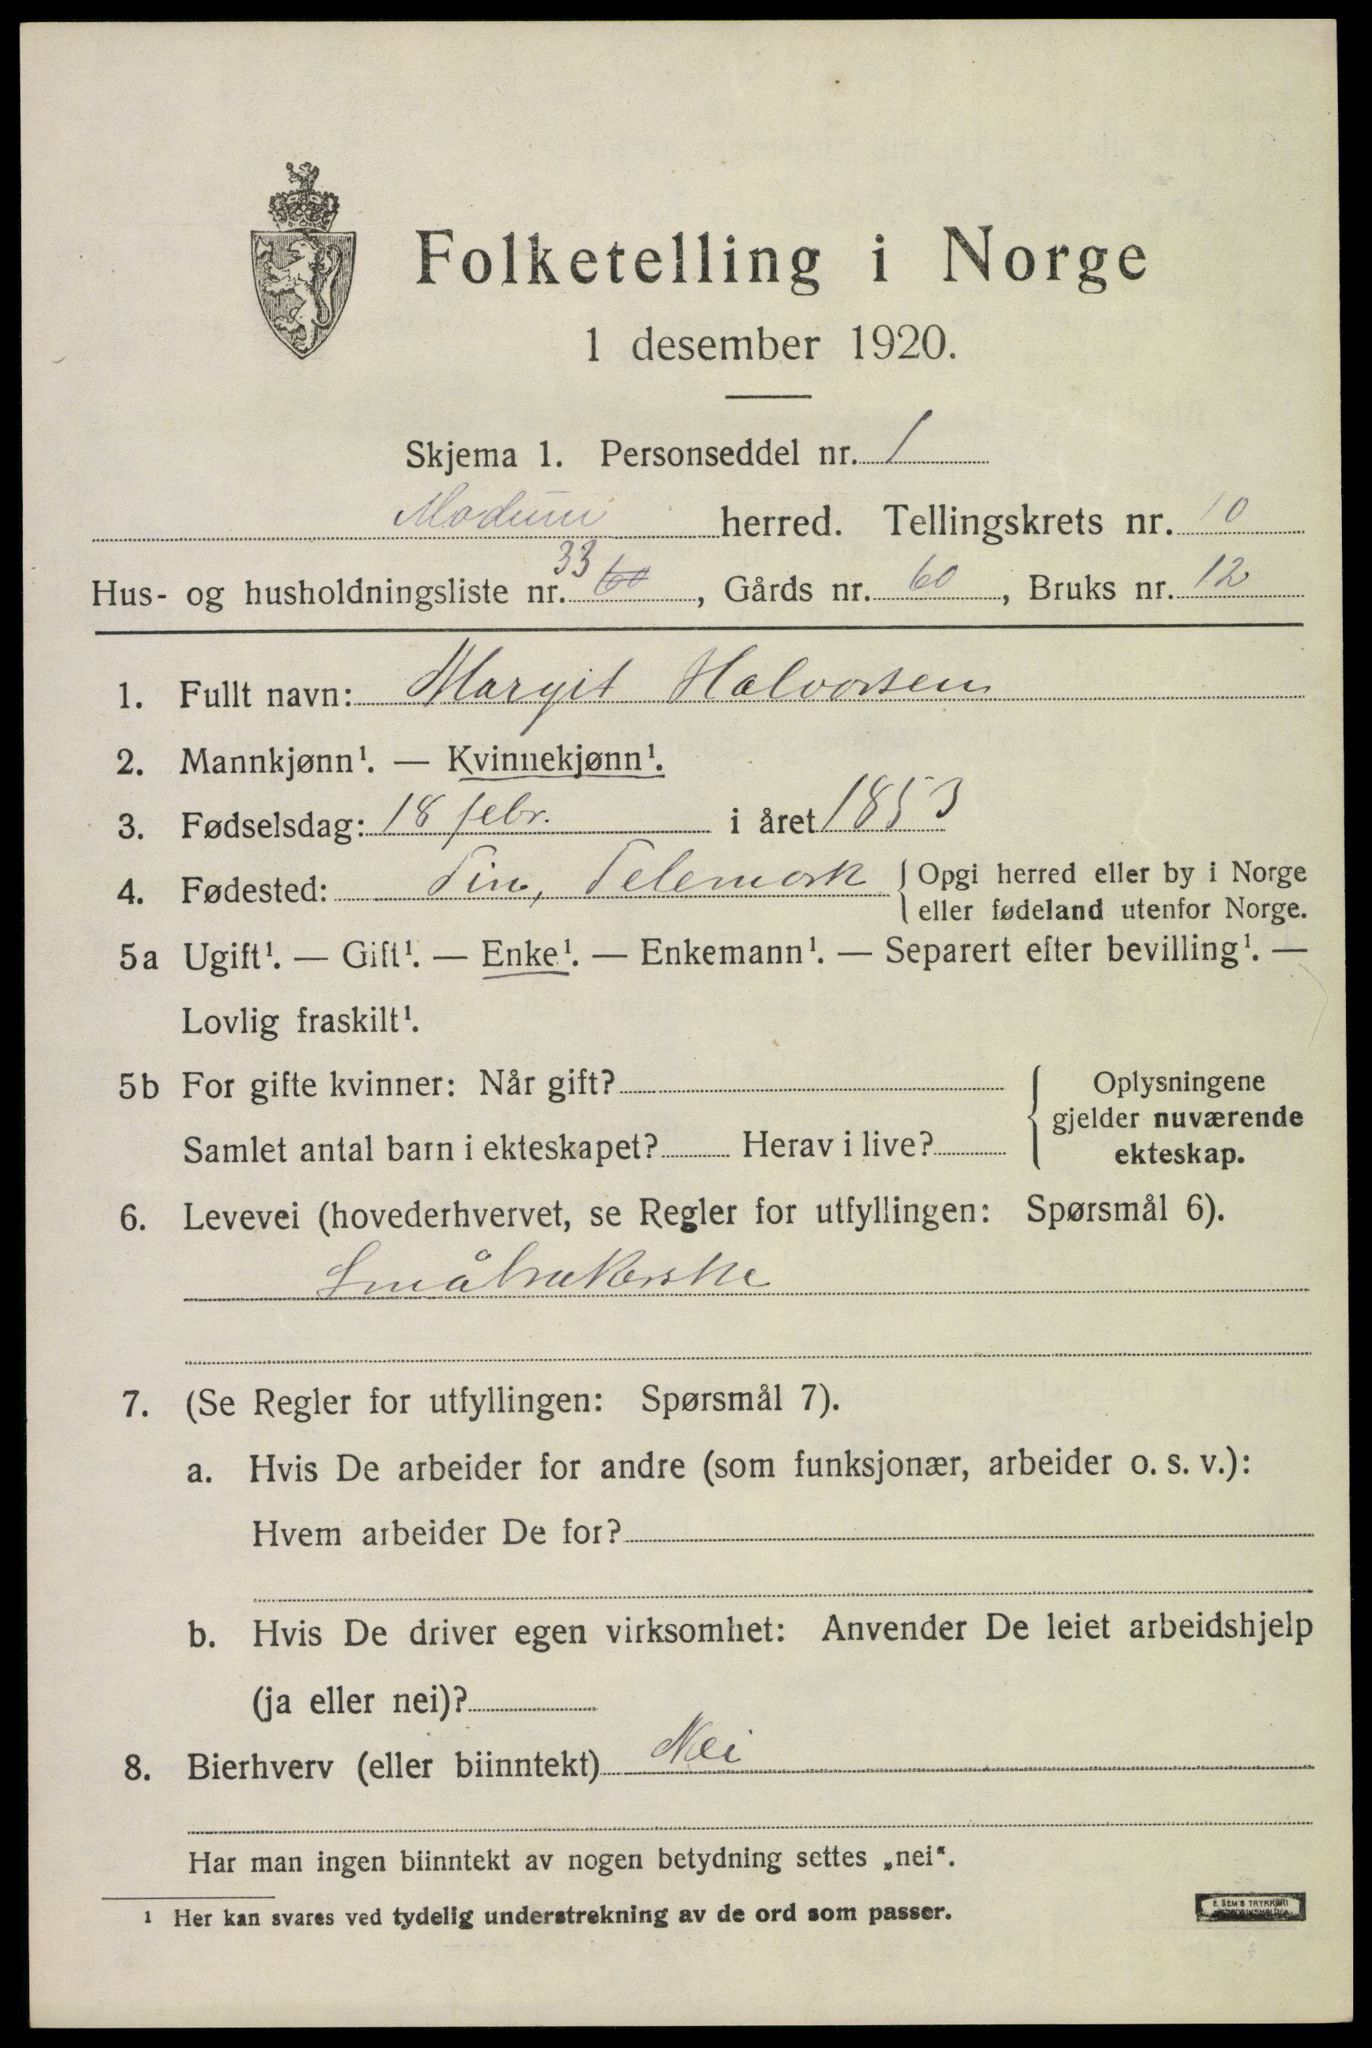 Folketelling i Norge
1 desember 1920.
Skjema 1. Personseddel nr. 1
Modum herred. Tellingskrets nr. 10
Hus- og husholdningsliste nr. 33 60, Gårds nr. 60, Bruks nr. 12
1. Fullt navn: Margit Halvorsen
2. Mannkjønn¹. — Kvinnekjønn¹.
3. Fødselsdag: 18 febr. i året 1853
4. Fødested: Tin, Telemark { Opgi herred eller by i Norge
eller fødeland utenfor Norge.
5a Ugift¹. — Gift¹. — Enke¹. — Enkemann¹. — Separert efter bevilling¹. —
Lovlig fraskilt¹.
5b For gifte kvinner: Når gift? { Oplysningene
gjelder nuværende
Samlet antal barn i ekteskapet? Herav i live?
ekteskap.
6. Levevei (hovederhvervet, se Regler for utfyllingen: Spørsmål 6).
Småbrukerske
7. (Se Regler for utfyllingen: Spørsmål 7).
a. Hvis De arbeider for andre (som funksjonær, arbeider o. s. v.):
Hvem arbeider De for?
b. Hvis De driver egen virksomhet: Anvender De leiet arbeidshjelp
(ja eller nei)?
8. Bierhverv (eller biinntekt) Nei
Har man ingen biinntekt av nogen betydning settes „nei“.
¹ Her kan svares ved tydelig understrekning av de ord som passer.
E. SEM'S TRYKKERI
FREDRIKSHALD